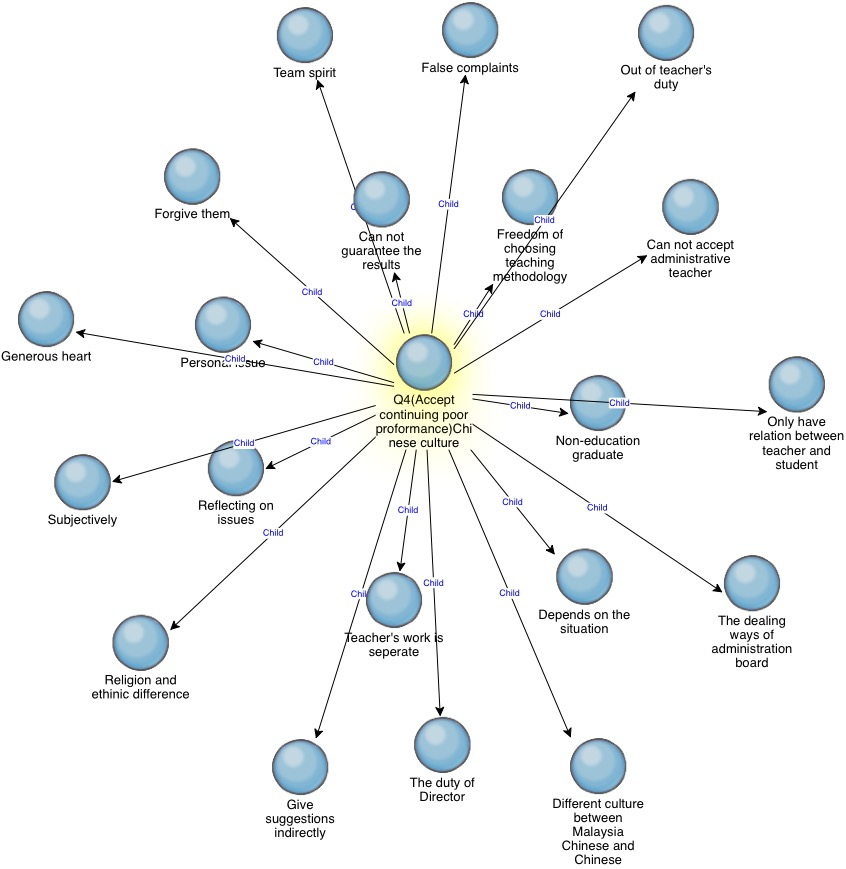 Team spirit
False complaints
Out of teacher's
duty
Forgive them
Can not
guarantee the
results
Freedom of
choosing
teaching
methodology
Can not accept
administrative
teacher
Child
Child
Child
Child
Child
Child
Generous heart
Personal issue
Child
Child
Q4(Accept
continuing poor
proformance)Chi
nese culture
Child
Child
Non-education
graduate
Only have
relation between
teacher and
student
Child
Child
Subjectively
Reflecting on
issues
Child
Child
Child
Child
Child
Child
Child
Child
Teacher's work is
seperate
Depends on the
situation
The dealing
ways of
administration
board
Religion and
ethinic difference
The duty of
Director
Give
suggestions
indirectly
Different culture
between
Malaysia
Chinese and
Chinese